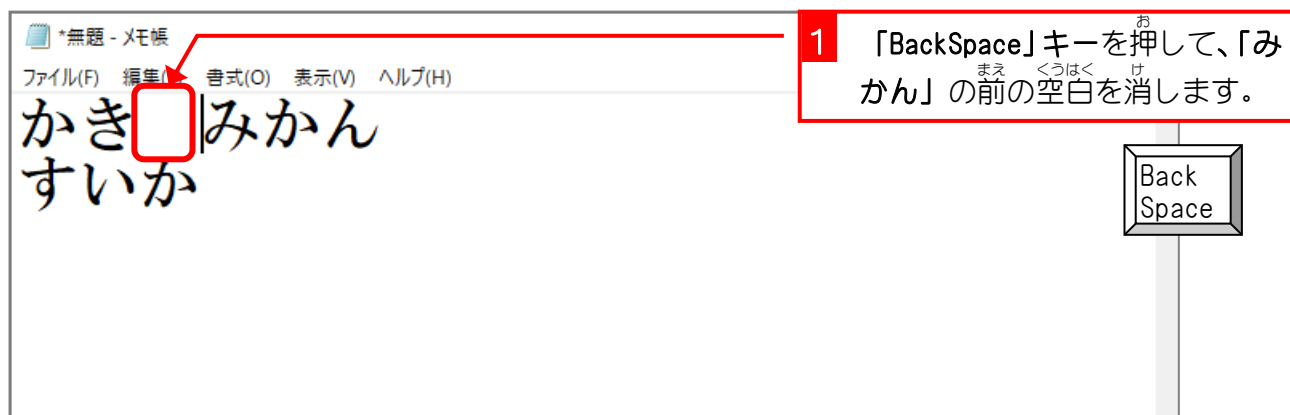 *無題 - メモ帳
ファイル(F) 編集( 書式(O) 表示(V) ヘルプ(H)
かき　みかん
すいか
1 「BackSpace」キーを押して、「み
かん」の前の空白を消します。
お
まえ くうはく け
Back
Space